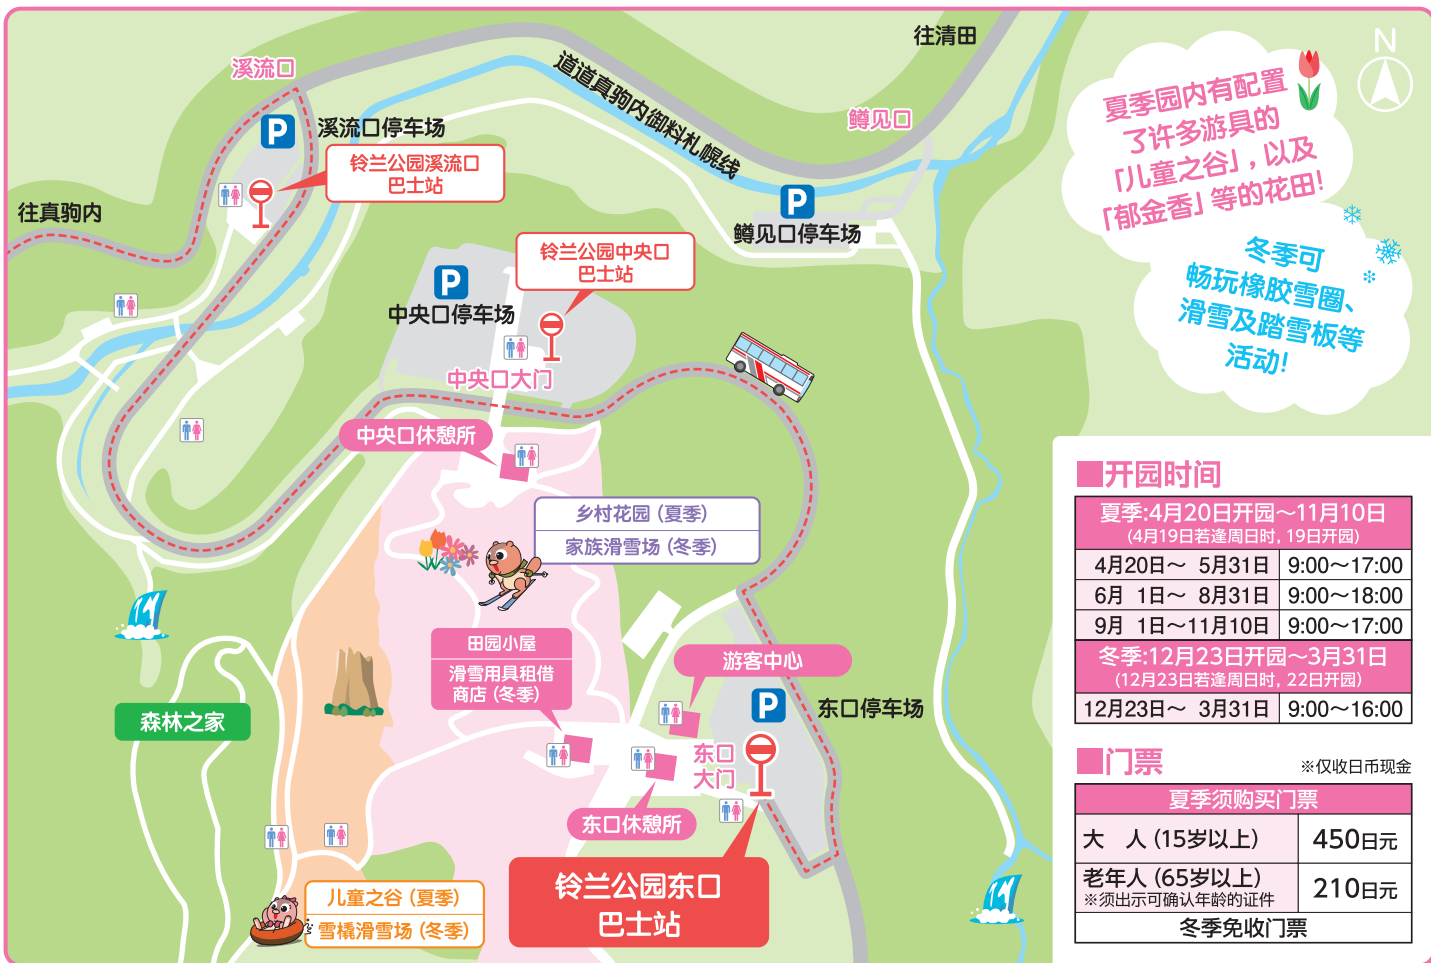 溪流口
往清田
N
道道真驹内御料札幌线
鳟见口
P
溪流口停车场
铃兰公园溪流口
巴士站
往真驹内
P
鳟见口停车场
铃兰公园中央口
巴士站
P
中央口停车场
中央口大门
中央口休憩所
乡村花园（夏季）
家族滑雪场（冬季）
田园小屋
滑雪用具租借
商店（冬季）
游客中心
P
东口停车场
森林之家
东口
大门
东口休憩所
铃兰公园东口
巴士站
儿童之谷（夏季）
雪橇滑雪场（冬季）
夏季园内有配置
了许多游具的
「儿童之谷」，以及
「郁金香」等的花田！
冬季可
畅玩橡胶雪圈、
滑雪及踏雪板等
活动！
■开园时间
夏季:4月20日开园～11月10日
(4月19日若逢周日时, 19日开园)
4月20日～ 5月31日 9:00～17:00
6月 1日～ 8月31日 9:00～18:00
9月 1日～11月10日 9:00～17:00
冬季:12月23日开园～3月31日
(12月23日若逢周日时, 22日开园)
12月23日～ 3月31日 9:00～16:00
■门票 ※仅收日币现金
夏季须购买门票
大 人（15岁以上） 450日元
老年人（65岁以上） 210日元
※须出示可确认年龄的证件
冬季免收门票